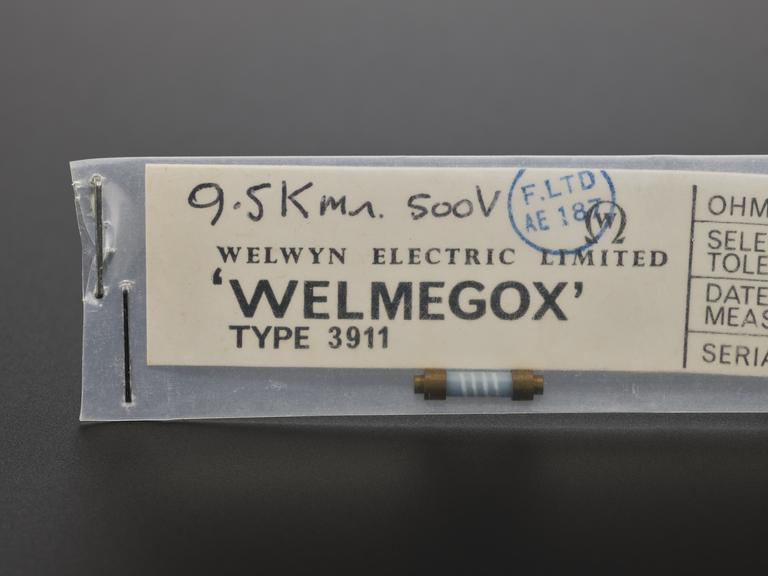 9.5KMΩ. 500V
F.LTD
AE 187
WELWYN ELECTRIC LIMITED
'WELMEGOX'
TYPE 3911
OHM
SELE
TOLE
DATE
MEAS
SERIA